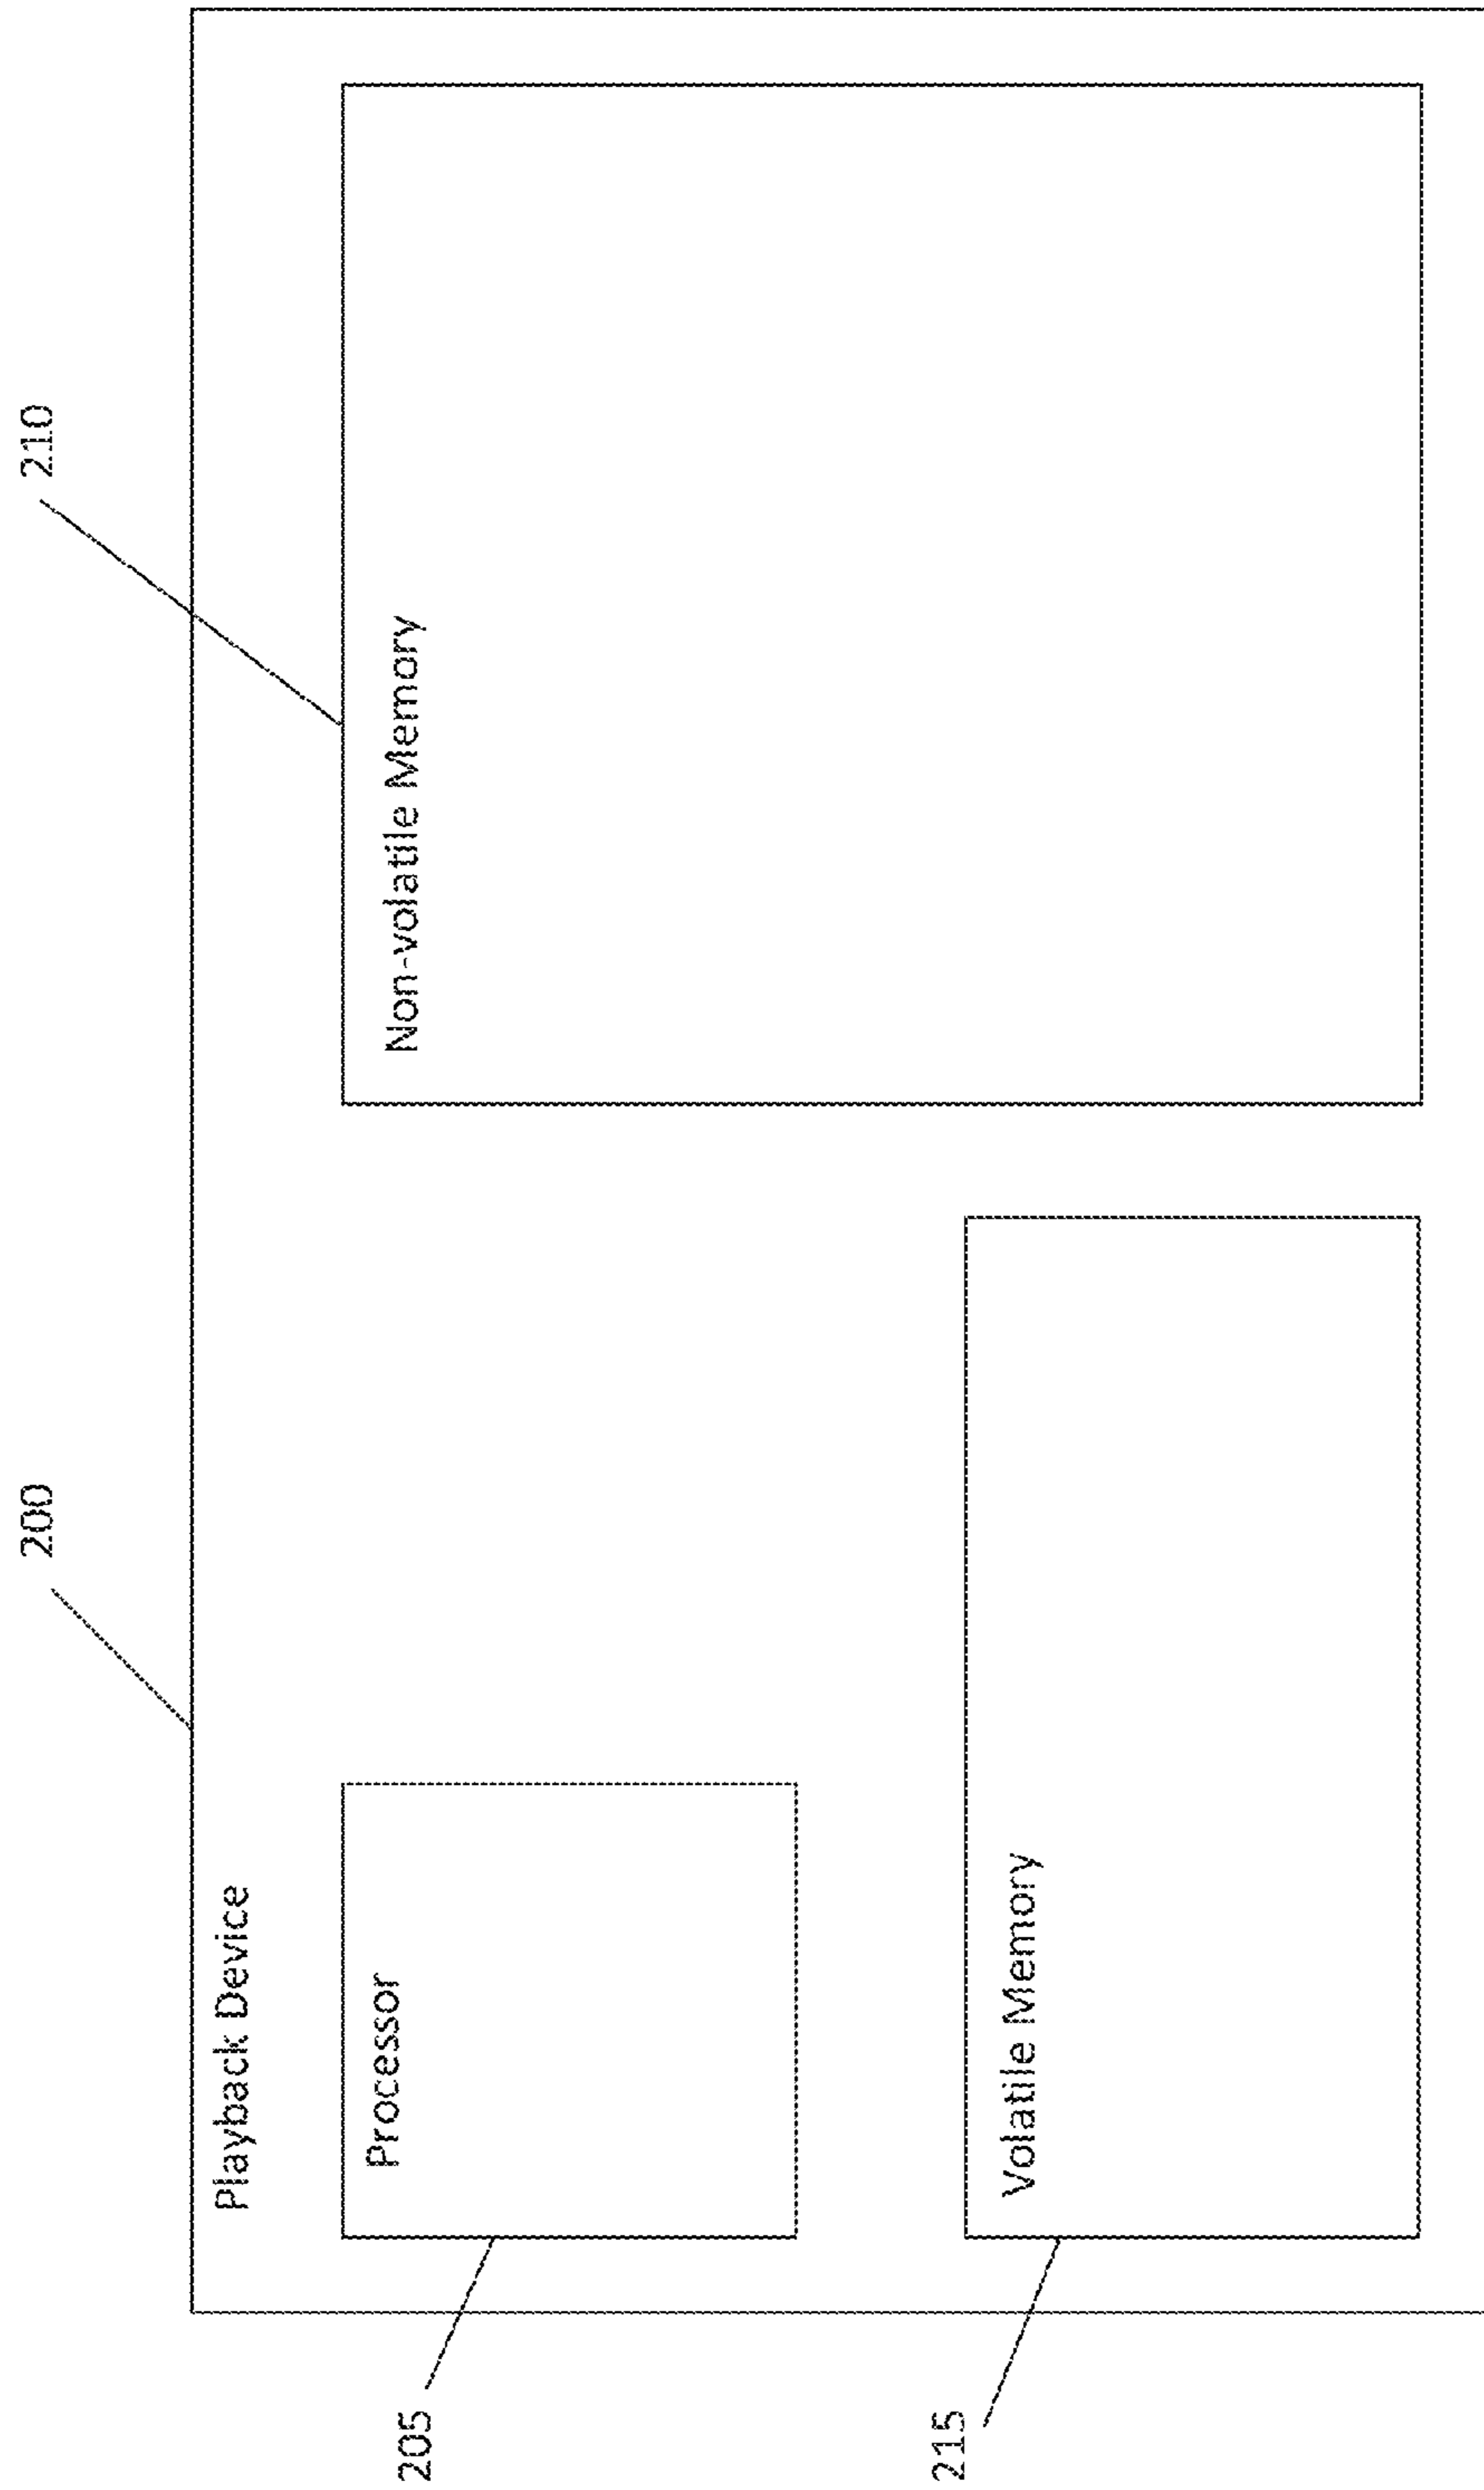 200
210
Playback Device
Processor
Non-volatile Memory
205
Volatile Memory
215